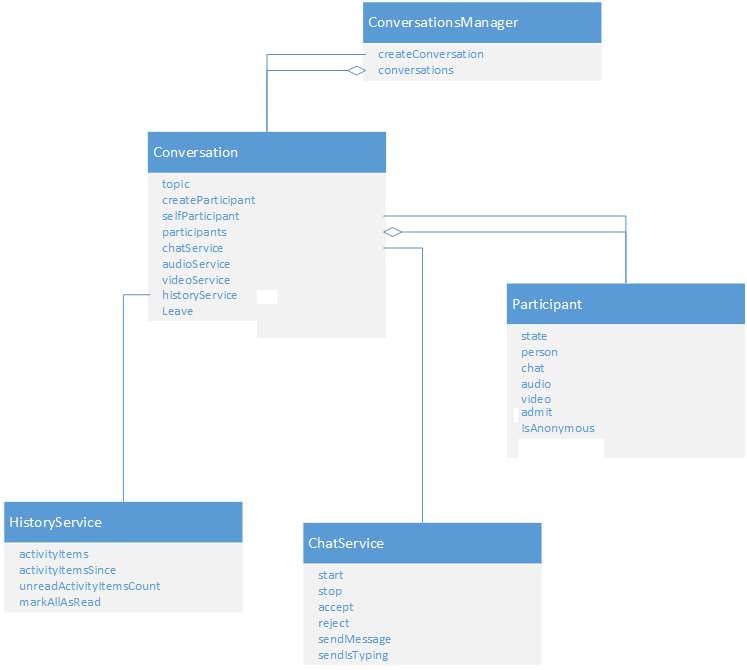 ConversationsManager
createConversation
conversations
Conversation
topic
createParticipant
selfParticipant
participants
chatService
audioService
videoService
historyService
Leave
Participant
state
person
chat
audio
video
admit
IsAnonymous
HistoryService
activityItems
activityItemsSince
unreadActivityItemsCount
markAllAsRead
ChatService
start
stop
accept
reject
sendMessage
sendIsTyping